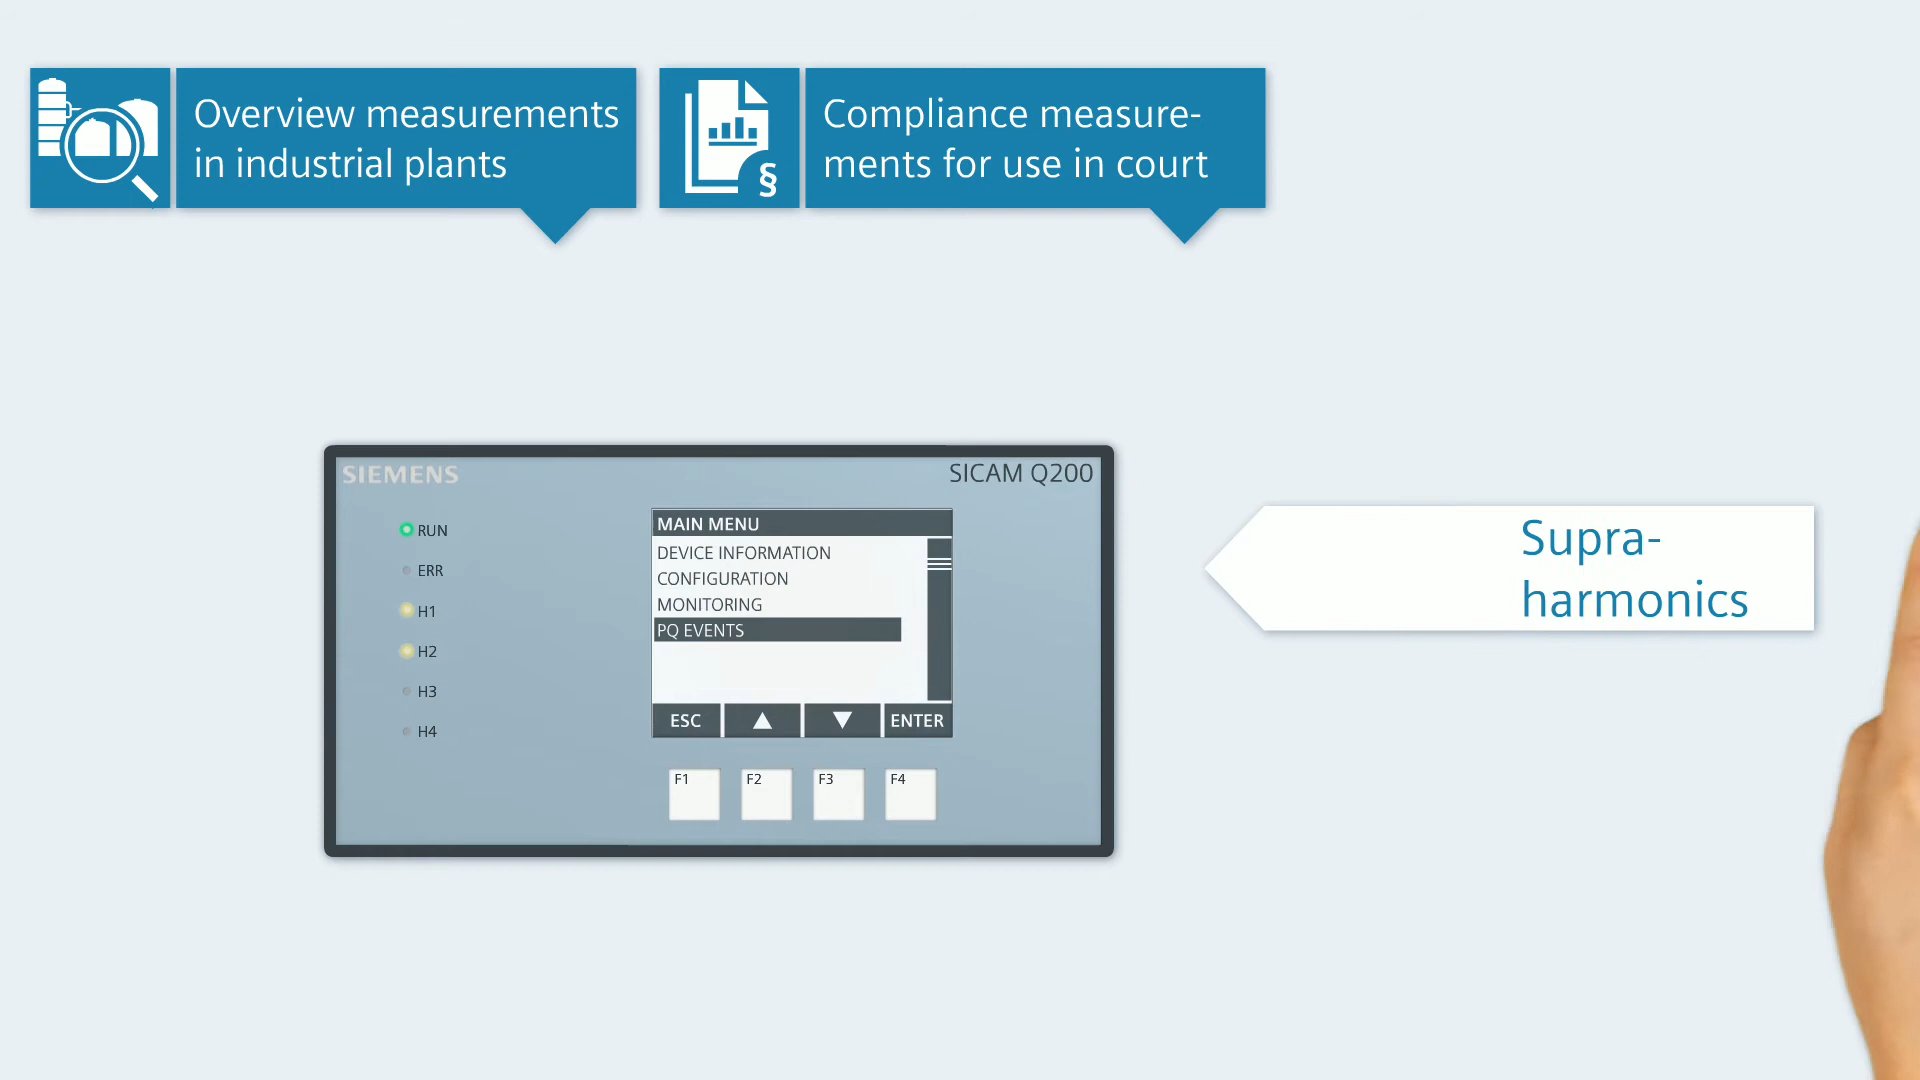 Overview measurements
in industrial plants
Compliance measure-
ments for use in court
§
SIEMENS
SICAM Q200
RUN
ERR
H1
H2
H3
H4
MAIN MENU
DEVICE INFORMATION
CONFIGURATION
MONITORING
PQ EVENTS
ESC
ENTER
F1
F2
F3
F4
Supra-
harmonics